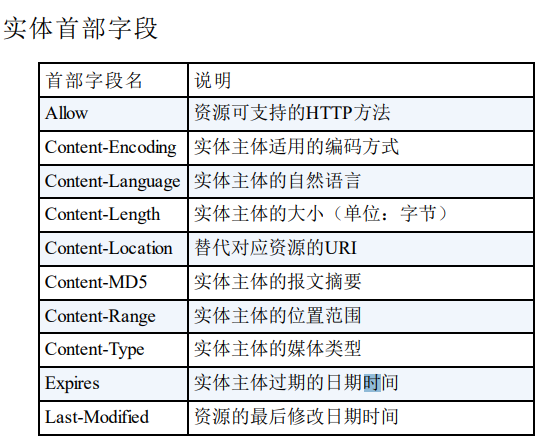 实体首部字段
首部字段名 说明
Allow 资源可支持的HTTP方法
Content-Encoding 实体主体适用的编码方式
Content-Language 实体主体的自然语言
Content-Length 实体主体的大小（单位：字节）
Content-Location 替代对应资源的URI
Content-MD5 实体主体的报文摘要
Content-Range 实体主体的位置范围
Content-Type 实体主体的媒体类型
Expires 实体主体过期的日期时间
Last-Modified 资源的最后修改日期时间